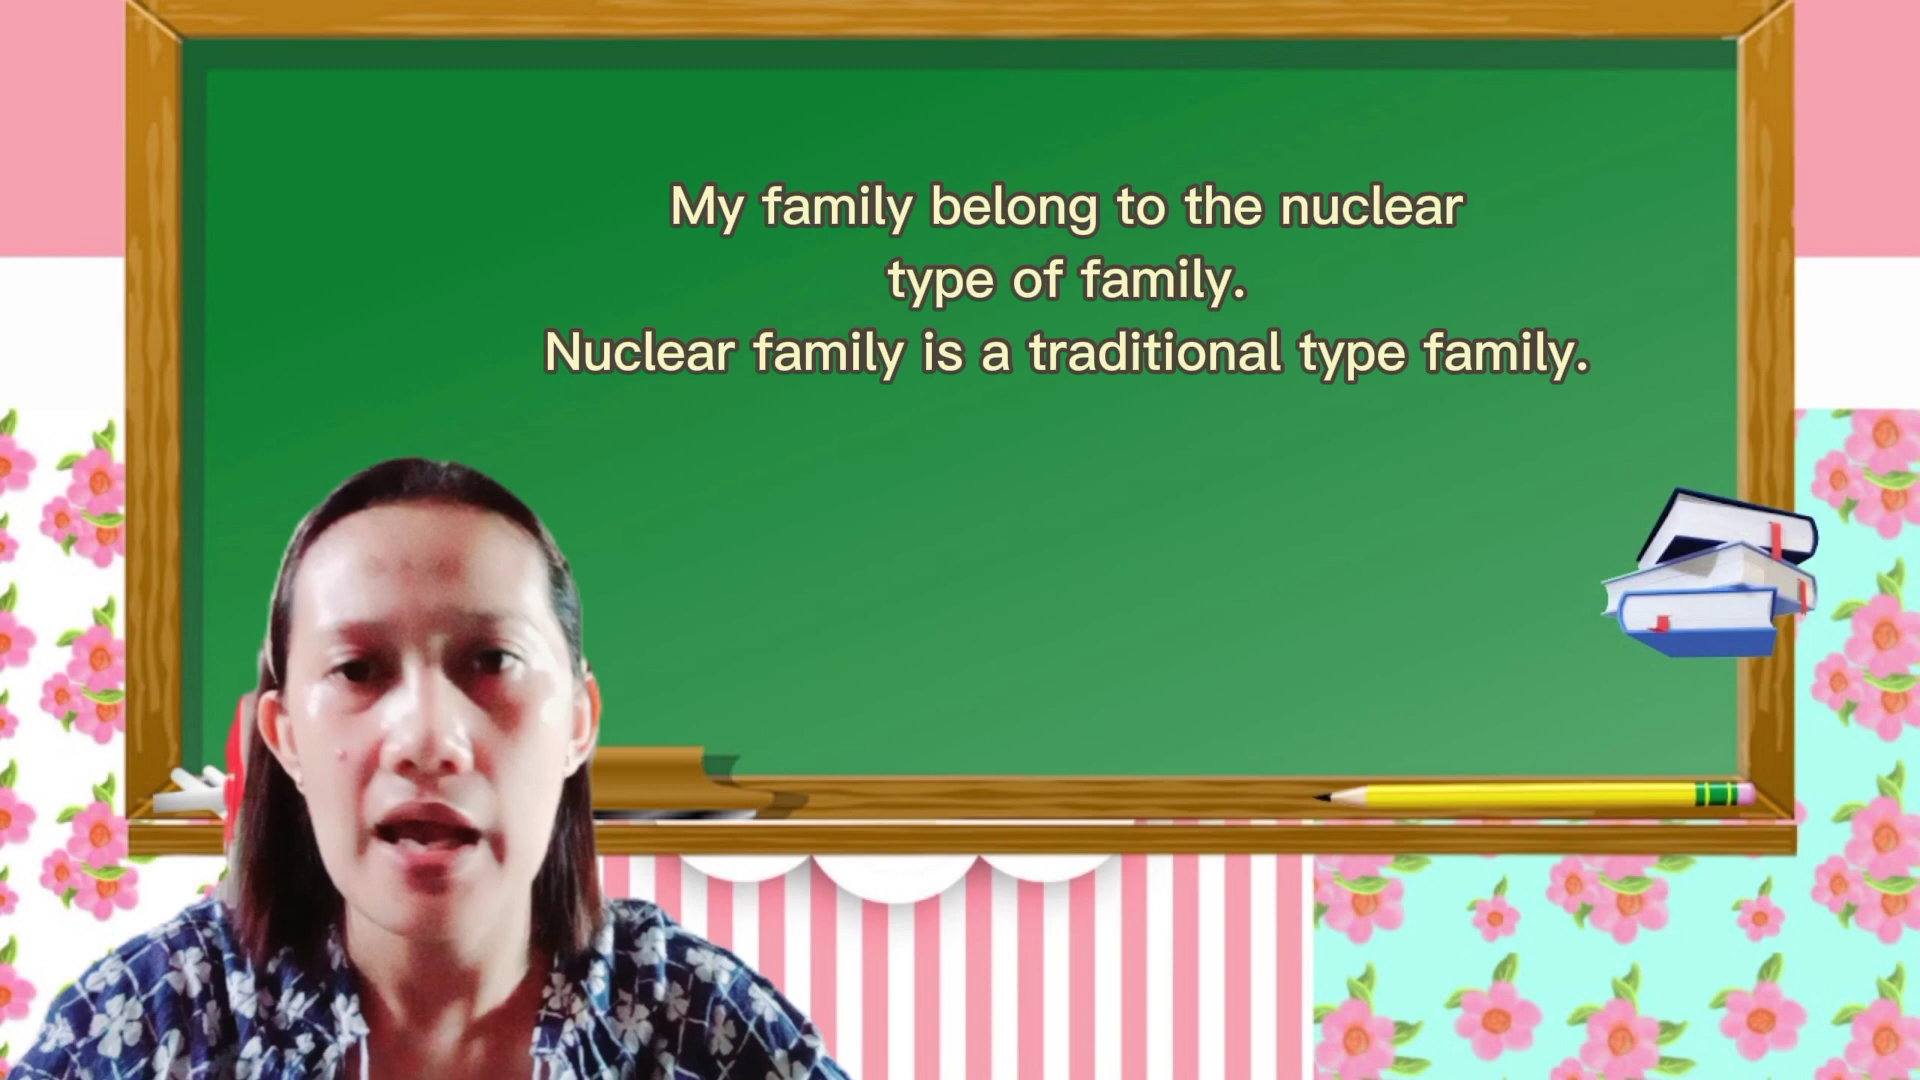 My family belong to the nuclear
type of family.
Nuclear family is a traditional type family.